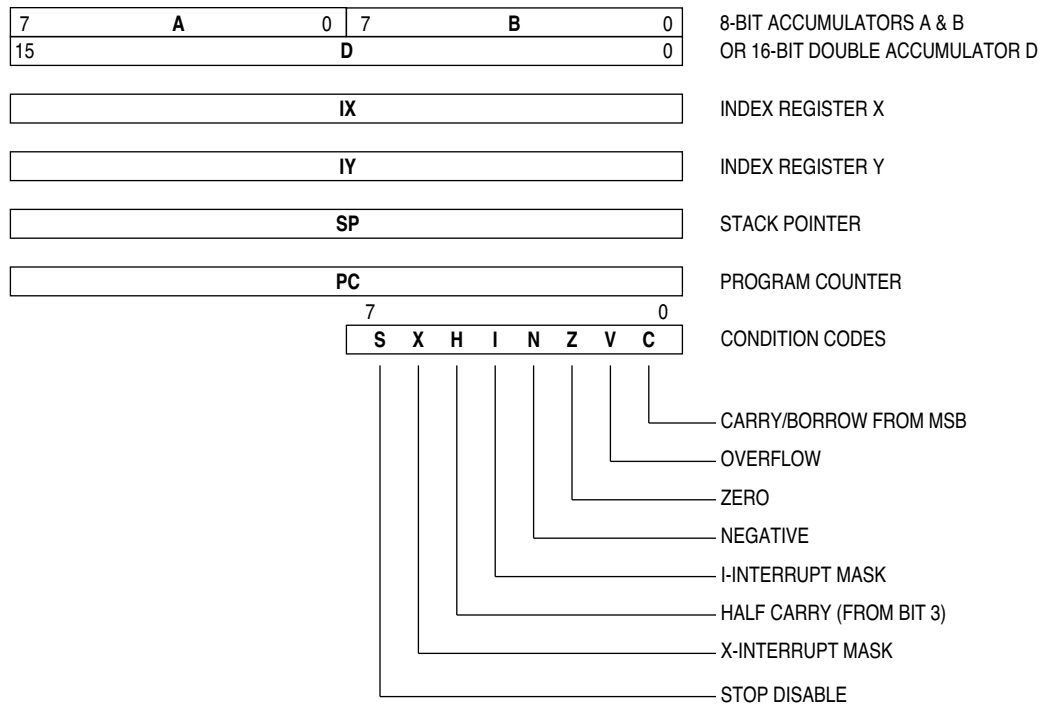 7 A 0 7 B 0 8-BIT ACCUMULATORS A & B
15 D 0 OR 16-BIT DOUBLE ACCUMULATOR D
IX INDEX REGISTER X
IY INDEX REGISTER Y
SP STACK POINTER
PC PROGRAM COUNTER
7 0
S X H I N Z V C CONDITION CODES
CARRY/BORROW FROM MSB
OVERFLOW
ZERO
NEGATIVE
I-INTERRUPT MASK
HALF CARRY (FROM BIT 3)
X-INTERRUPT MASK
STOP DISABLE